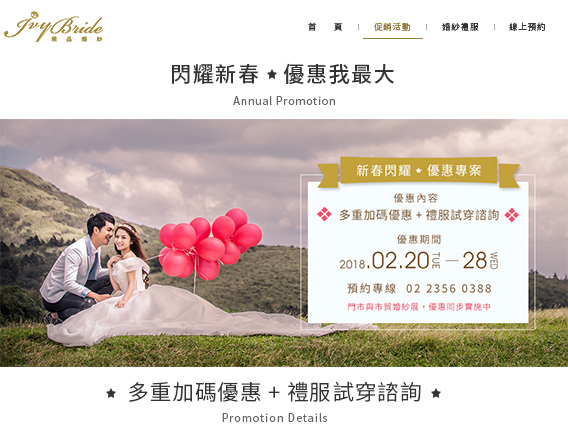 Ivy Bride
精品婚紗
首 頁
促銷活動
婚紗禮服
線上預約
閃耀新春 ★ 優惠我最大
Annual Promotion
新春閃耀 ★ 優惠專案
優惠內容
多重加碼優惠 + 禮服試穿諮詢
優惠期間
2018.02.20 TUE — 28 WED
預約專線 02 2356 0388
門市與市貿婚紗展，優惠同步實施中
★ 多重加碼優惠 + 禮服試穿諮詢 ★
Promotion Details